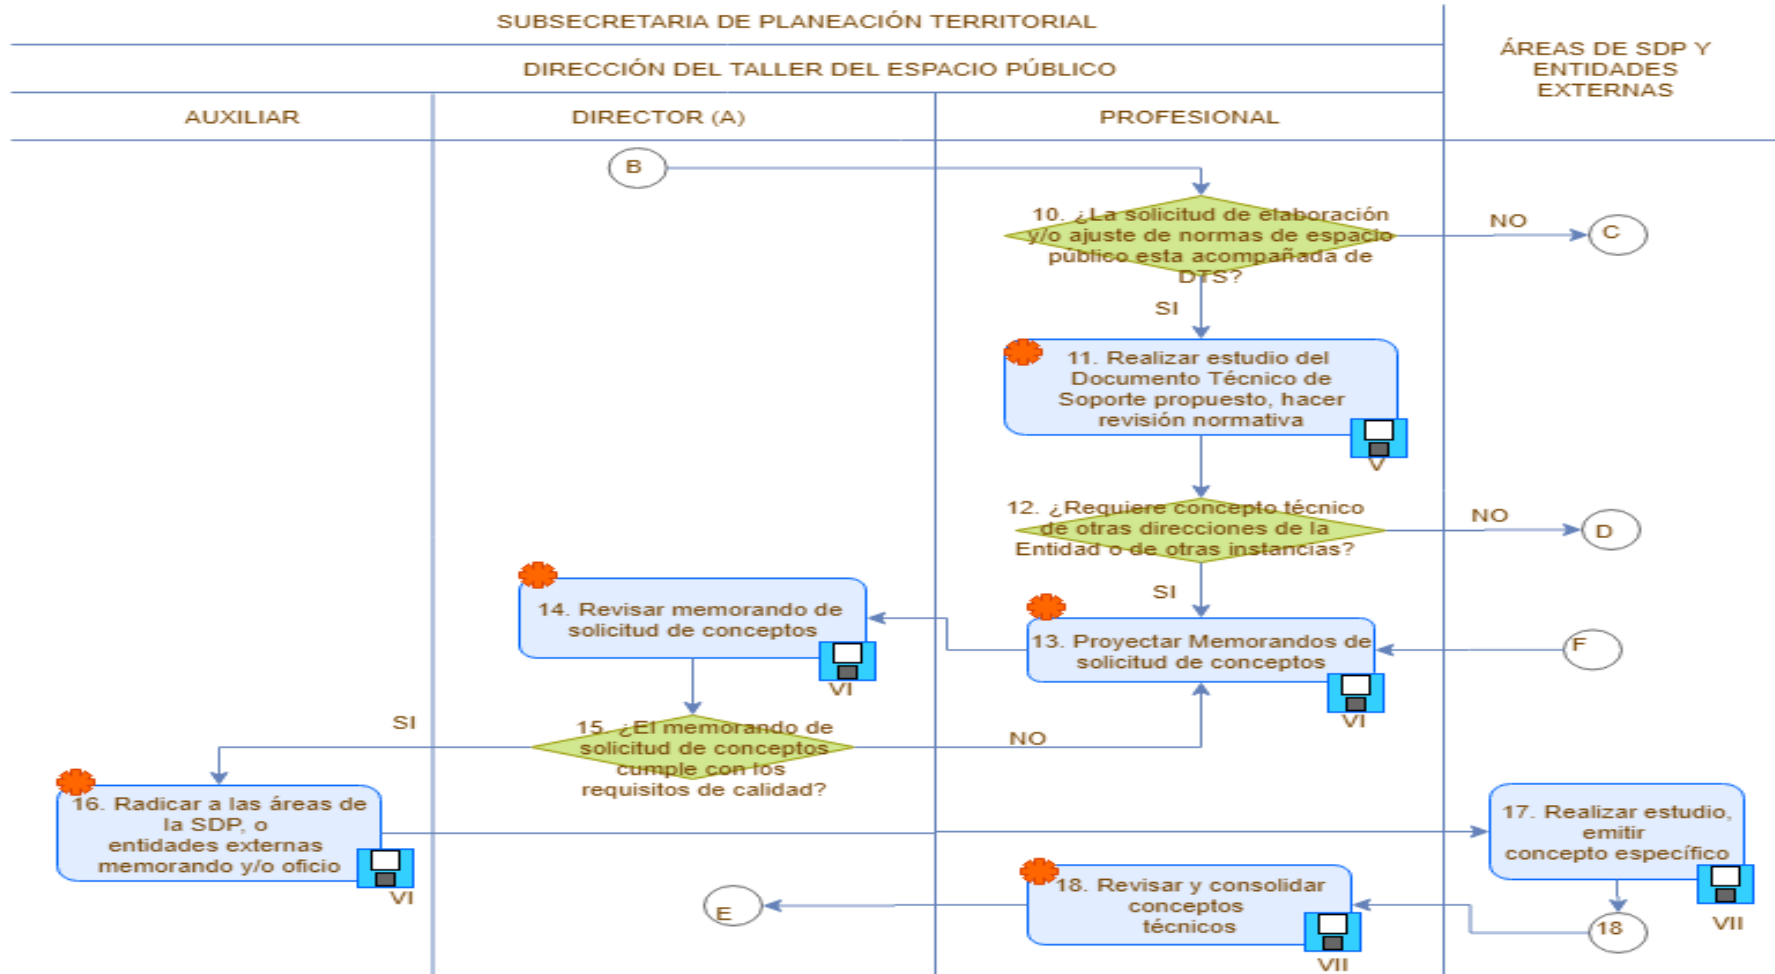 SUBSECRETARIA DE PLANEACIÓN TERRITORIAL
DIRECCIÓN DEL TALLER DEL ESPACIO PÚBLICO
ÁREAS DE SDP Y
ENTIDADES
EXTERNAS
AUXILIAR
DIRECTOR (A)
PROFESIONAL
B
10. ¿La solicitud de elaboración
y/o ajuste de normas de espacio
público esta acompañada de
DTS?
NO
C
SI
11. Realizar estudio del
Documento Técnico de
Soporte propuesto, hacer
revisión normativa
V
12. ¿Requiere concepto técnico
de otras direcciones de la
Entidad o de otras instancias?
NO
D
SI
14. Revisar memorando de
solicitud de conceptos
VI
13. Proyectar Memorandos de
solicitud de conceptos
VI
F
SI
15. ¿El memorando de
solicitud de conceptos
cumple con los
requisitos de calidad?
NO
16. Radicar a las áreas de
la SDP, o
entidades externas
memorando y/o oficio
VI
17. Realizar estudio,
emitir
concepto específico
VII
18. Revisar y consolidar
conceptos
técnicos
VII
E
18